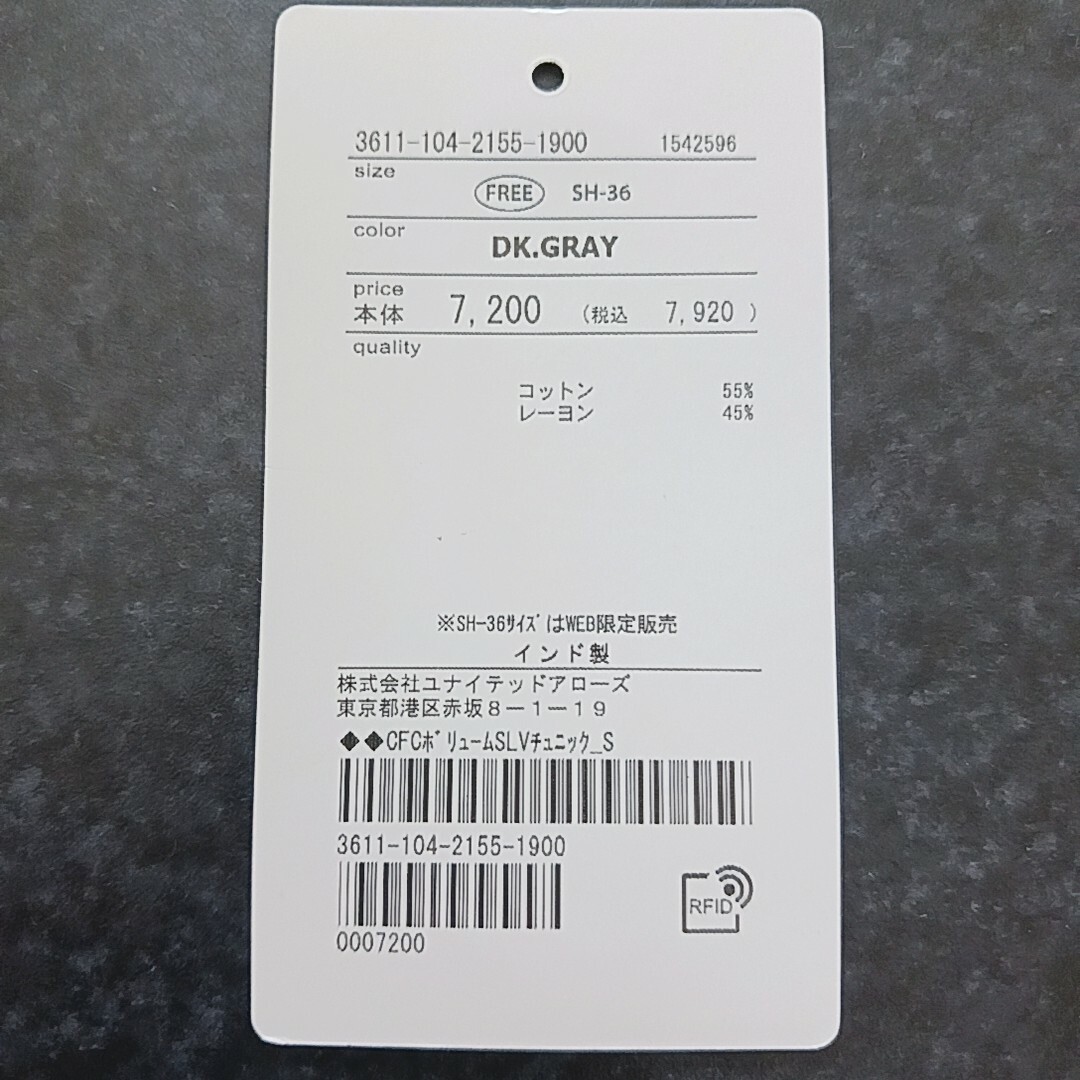 3611-104-2155-1900 1542596
size
FREE SH-36
color
DK.GRAY
price
本体 7,200 (税込 7,920 )
quality
コットン 55%
レーヨン 45%
※SH-36ｻｲｽﾞはWEB限定販売
インド製
株式会社ユナイテッドアローズ
東京都港区赤坂８－１－１９
◆◆CFCﾎﾞﾘｭｰﾑSLVﾁｭﾆｯｸ_S
3611-104-2155-1900
0007200
RFID